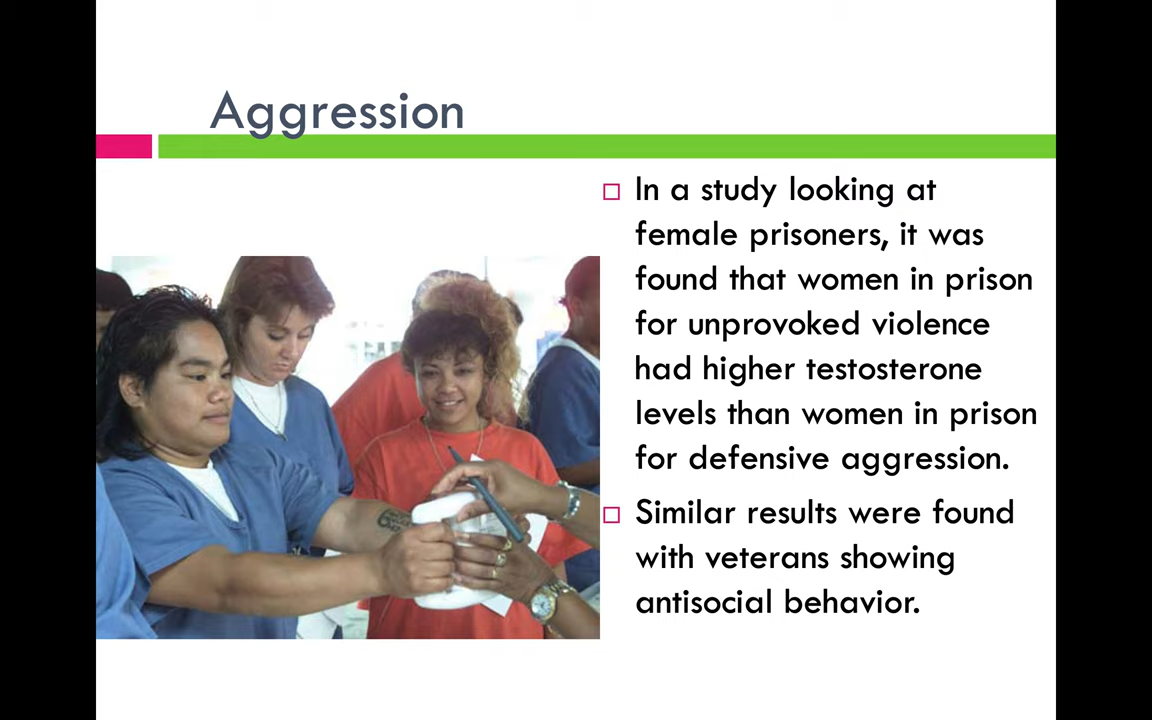 Aggression
In a study looking at
female prisoners, it was
found that women in prison
for unprovoked violence
had higher testosterone
levels than women in prison
for defensive aggression.
Similar results were found
with veterans showing
antisocial behavior.